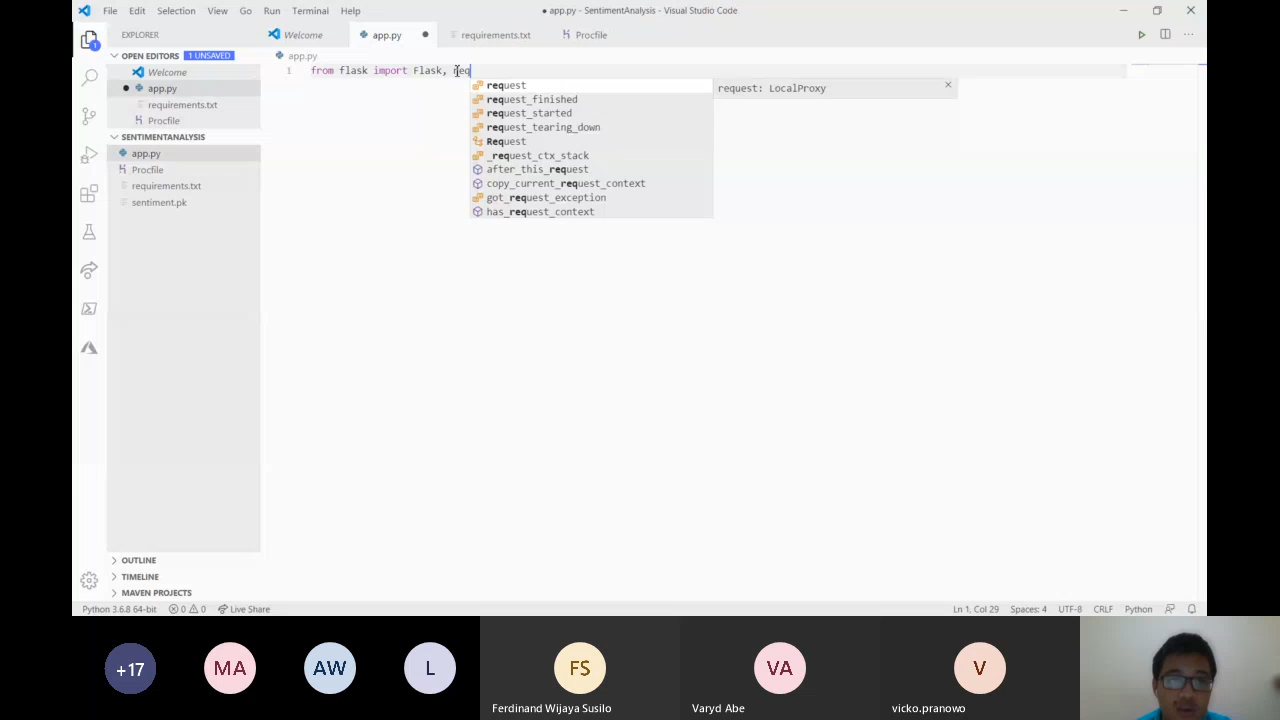 File Edit Selection View Go Run Terminal Help
● app.py - SentimentAnalysis - Visual Studio Code
EXPLORER
Welcome app.py requirements.txt Procfile
OPEN EDITORS 1 UNSAVED
Welcome
app.py
requirements.txt
Procfile
SENTIMENTANALYSIS
app.py
Procfile
requirements.txt
sentiment.pk
OUTLINE
TIMELINE
MAVEN PROJECTS
1
app.py
1 from flask import Flask, req
request
request_finished
request_started
request_tearing_down
Request
_request_ctx_stack
after_this_request
copy_current_request_context
got_request_exception
has_request_context
request: LocalProxy
Python 3.6.8 64-bit 0 0 Live Share
Ln 1, Col 29 Spaces: 4 UTF-8 CRLF Python
+17 MA AW L FS VA V
Ferdinand Wijaya Susilo Varyd Abe vicko.pranowo